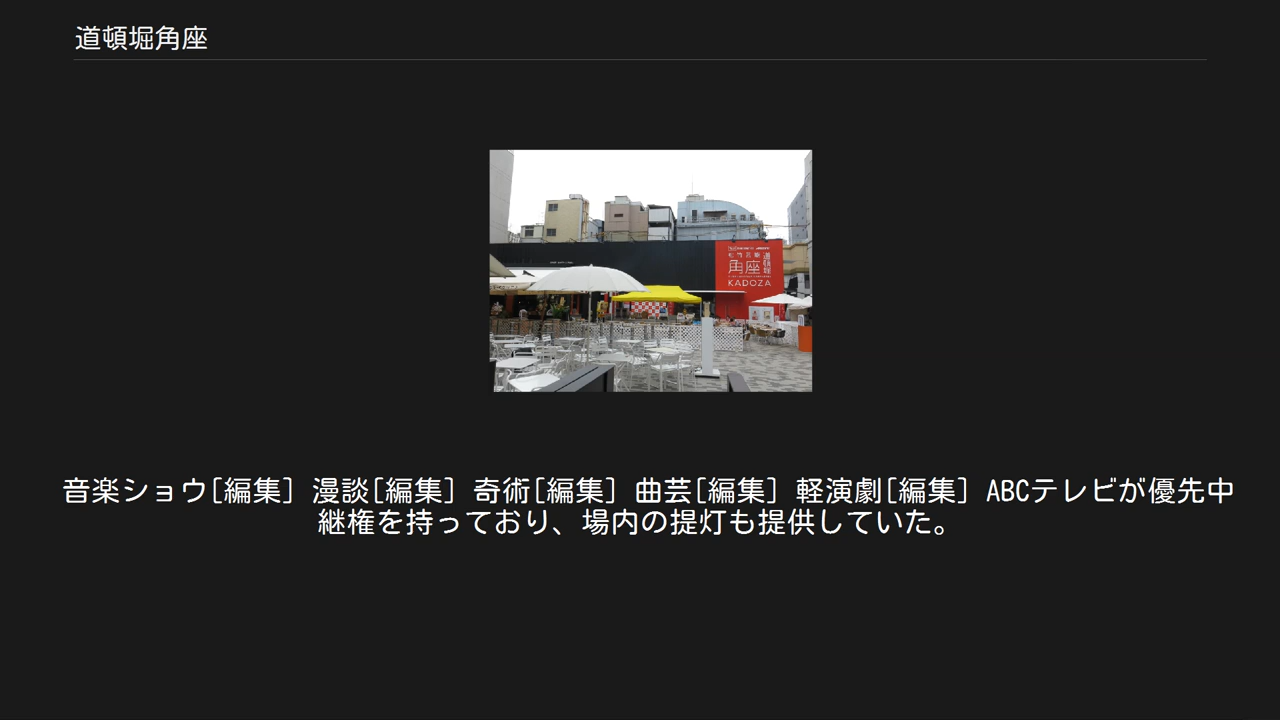 道頓堀角座
角座
KADOZA
音楽ショウ[編集] 漫談[編集] 奇術[編集] 曲芸[編集] 軽演劇[編集] ABCテレビが優先中
継権を持っており、場内の提灯も提供していた。